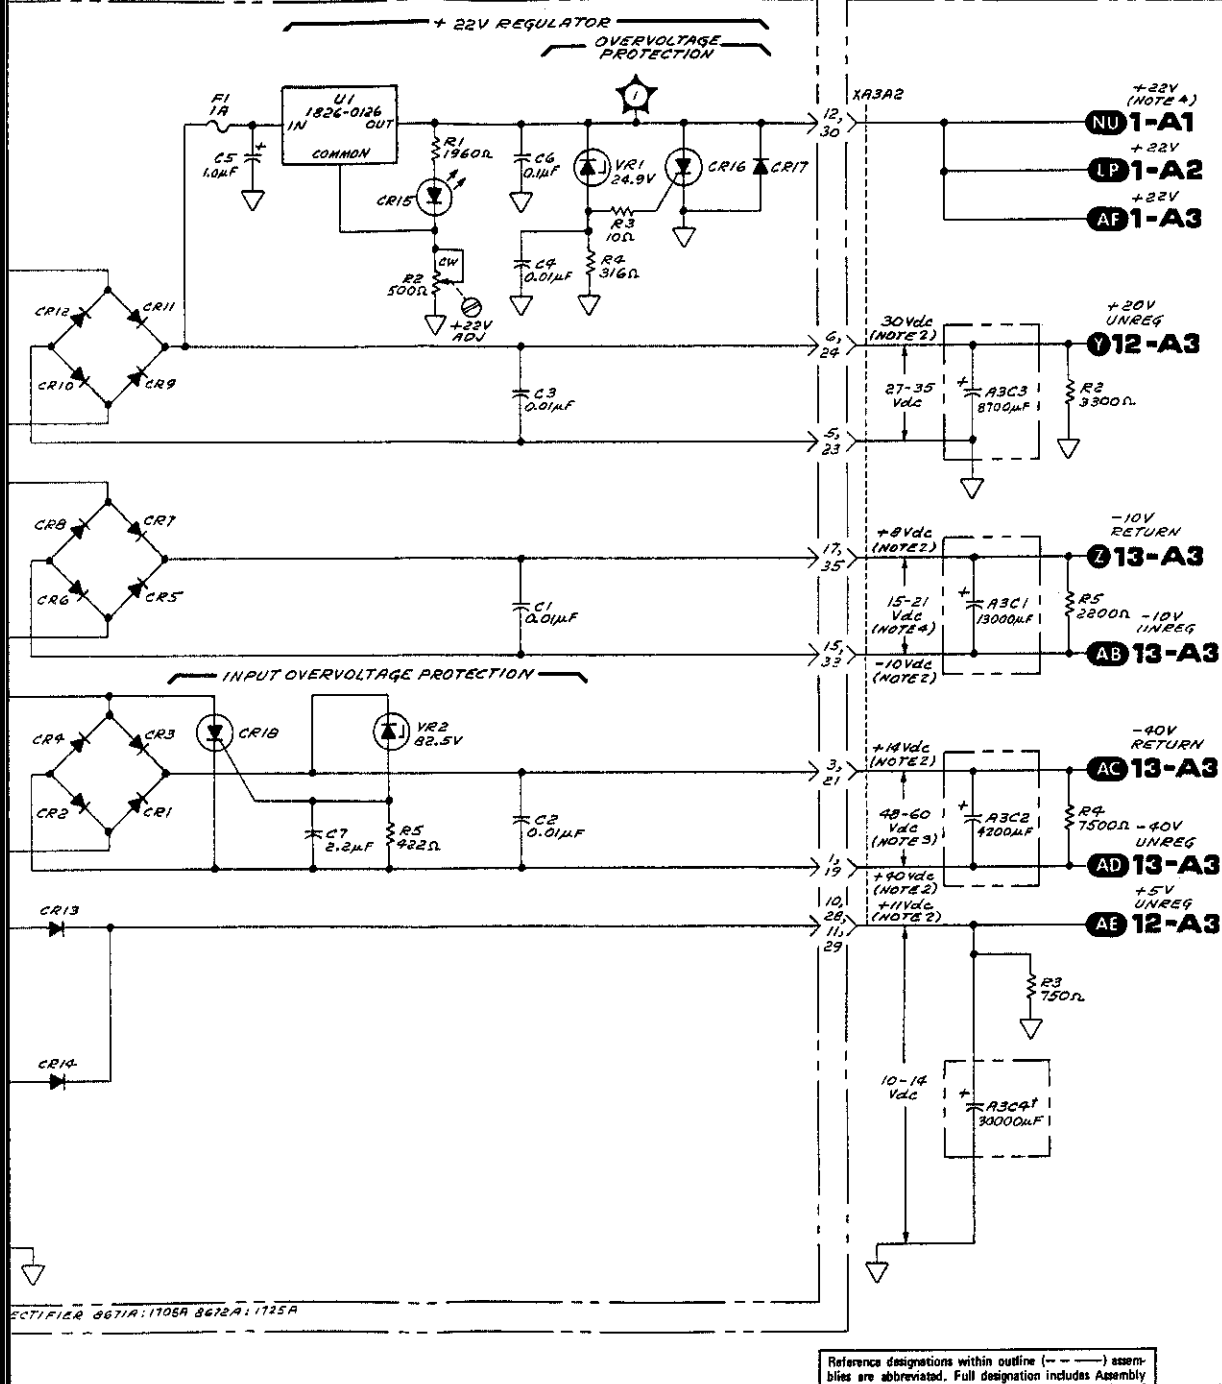 + 22V REGULATOR
OVERVOLTAGE
PROTECTION
F1
1A
U1
1826-0126
IN
OUT
COMMON
C5
1.0µF
+
R1
1960Ω
CR15
C6
0.1µF
VR1
24.9V
1
CR16
CR17
R3
10Ω
C4
0.01µF
R4
316Ω
CW
R2
500Ω
+22V
ADJ
12,
30
XA3A2
+22V
(NOTE 4)
NU 1-A1
+22V
LP 1-A2
+22V
AF 1-A3
CR12
CR11
CR10
CR9
C3
0.01µF
6,
24
30Vdc
(NOTE 2)
27-35
Vdc
5,
23
+
A3C3
8700µF
R2
3300Ω
+20V
UNREG
Y 12-A3
CR8
CR7
CR6
CR5
C1
0.01µF
17,
35
+8Vdc
(NOTE 2)
15-21
Vdc
(NOTE 4)
15,
33
-10Vdc
(NOTE 2)
+
A3C1
13000µF
R5
2200Ω
-10V
RETURN
Z 13-A3
-10V
UNREG
AB 13-A3
INPUT OVERVOLTAGE PROTECTION
CR4
CR3
CR2
CR1
CR18
VR2
82.5V
C7
2.2µF
R5
422Ω
C2
0.01µF
3,
21
+14Vdc
(NOTE 2)
48-60
Vdc
(NOTE 3)
1,
19
+40Vdc
(NOTE 2)
+
A3C2
4200µF
R4
7500Ω
-40V
RETURN
AC 13-A3
-40V
UNREG
AD 13-A3
CR13
CR14
10,
28,
11,
29
+11Vdc
(NOTE 2)
+5V
UNREG
AE 12-A3
R3
750Ω
10-14
Vdc
+
A3C4†
30000µF
ECTIFIER 8671A: 1705A 8672A: 1725A
Reference designations within outline (-- -- ——) assem-
blies are abbreviated. Full designation includes Assembly